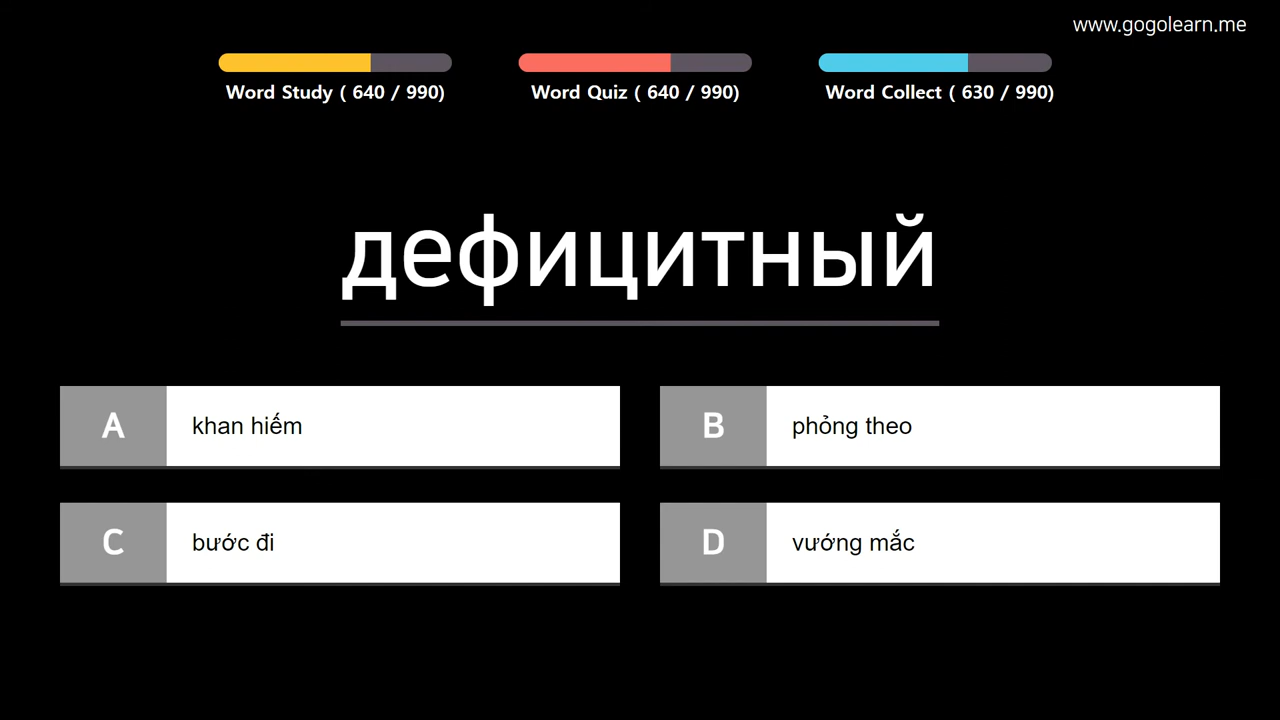 www.gogolearn.me
Word Study ( 640 / 990)
Word Quiz ( 640 / 990)
Word Collect ( 630 / 990)
дефицитный
A khan hiếm
B phỏng theo
C bước đi
D vướng mắc